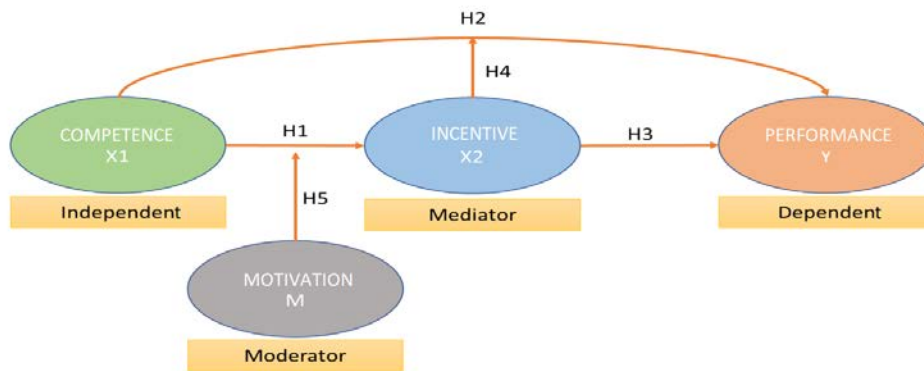 H2
H4
COMPETENCE
X1
H1
INCENTIVE
X2
H3
PERFORMANCE
Y
Independent
Mediator
Dependent
H5
MOTIVATION
M
Moderator